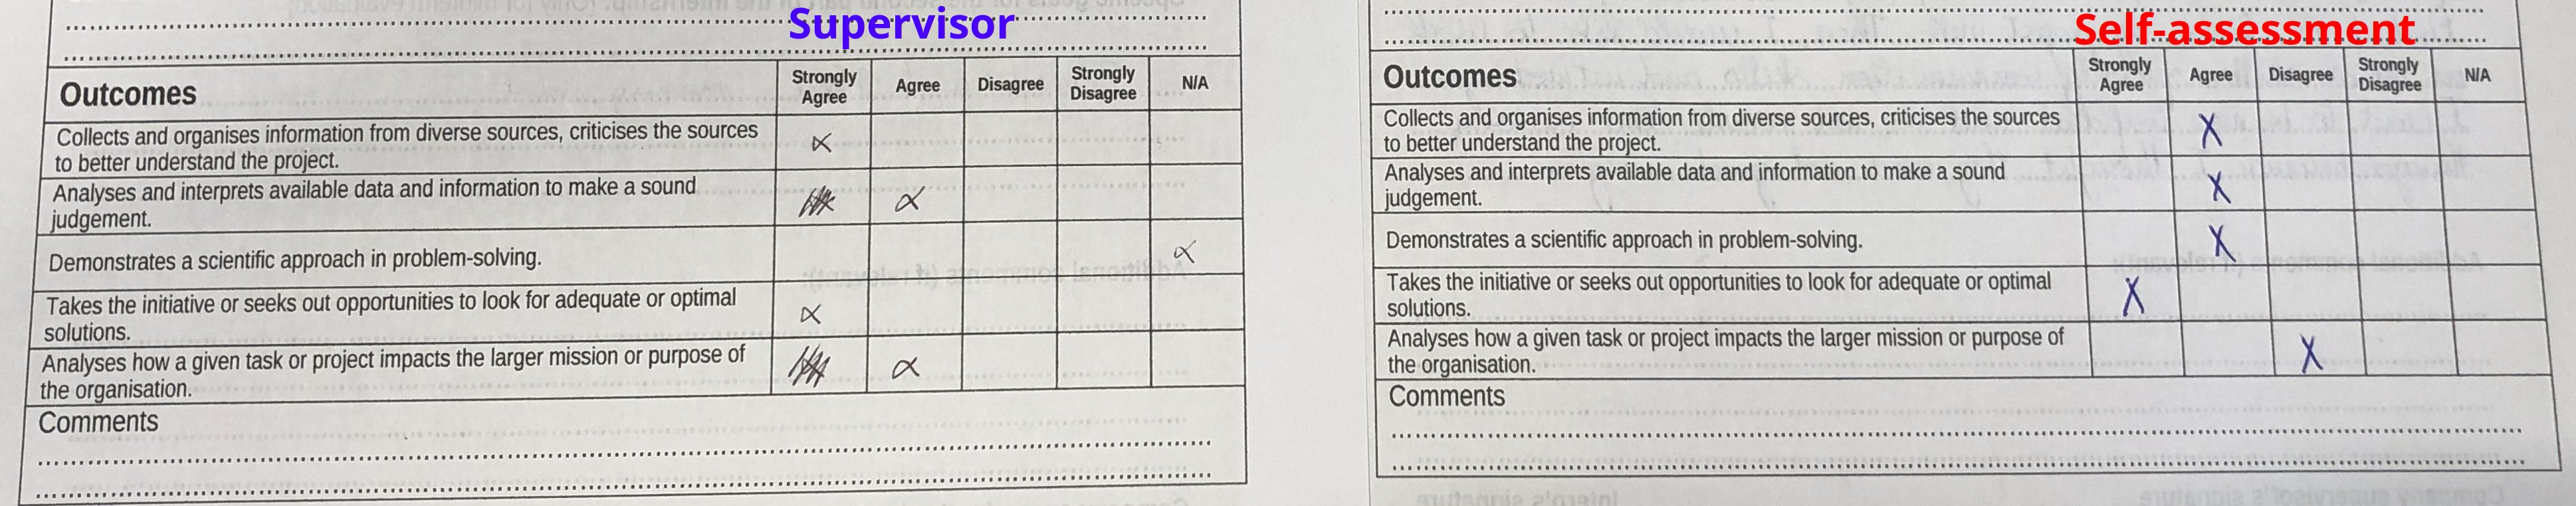 Supervisor
Outcomes Strongly Agree Agree Disagree Strongly Disagree N/A
Collects and organises information from diverse sources, criticises the sources
to better understand the project.
X
Analyses and interprets available data and information to make a sound
judgement.
X
Demonstrates a scientific approach in problem-solving.
X
Takes the initiative or seeks out opportunities to look for adequate or optimal
solutions.
X
Analyses how a given task or project impacts the larger mission or purpose of
the organisation.
X
Comments
Self-assessment
Outcomes Strongly Agree Agree Disagree Strongly Disagree N/A
Collects and organises information from diverse sources, criticises the sources
to better understand the project.
X
Analyses and interprets available data and information to make a sound
judgement.
X
Demonstrates a scientific approach in problem-solving.
X
Takes the initiative or seeks out opportunities to look for adequate or optimal
solutions.
X
Analyses how a given task or project impacts the larger mission or purpose of
the organisation.
X
Comments